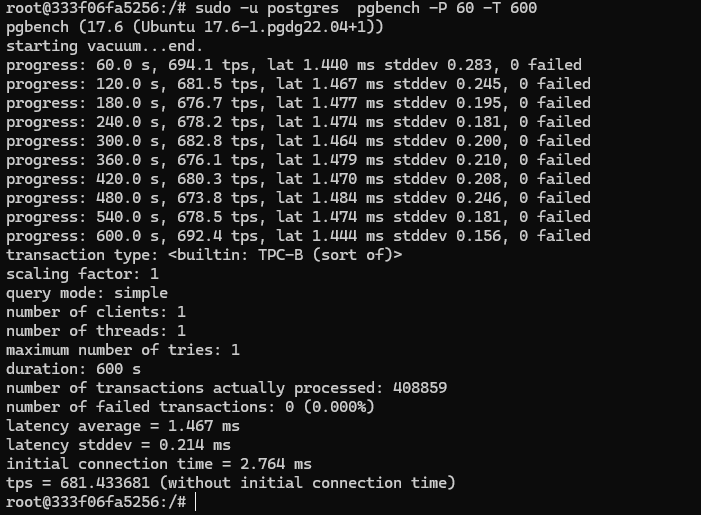 root@333f06fa5256:/# sudo -u postgres  pgbench -P 60 -T 600
pgbench (17.6 (Ubuntu 17.6-1.pgdg22.04+1))
starting vacuum...end.
progress: 60.0 s, 694.1 tps, lat 1.440 ms stddev 0.283, 0 failed
progress: 120.0 s, 681.5 tps, lat 1.467 ms stddev 0.245, 0 failed
progress: 180.0 s, 676.7 tps, lat 1.477 ms stddev 0.195, 0 failed
progress: 240.0 s, 678.2 tps, lat 1.474 ms stddev 0.181, 0 failed
progress: 300.0 s, 682.8 tps, lat 1.464 ms stddev 0.200, 0 failed
progress: 360.0 s, 676.1 tps, lat 1.479 ms stddev 0.210, 0 failed
progress: 420.0 s, 680.3 tps, lat 1.470 ms stddev 0.208, 0 failed
progress: 480.0 s, 673.8 tps, lat 1.484 ms stddev 0.246, 0 failed
progress: 540.0 s, 678.5 tps, lat 1.474 ms stddev 0.181, 0 failed
progress: 600.0 s, 692.4 tps, lat 1.444 ms stddev 0.156, 0 failed
transaction type: <builtin: TPC-B (sort of)>
scaling factor: 1
query mode: simple
number of clients: 1
number of threads: 1
maximum number of tries: 1
duration: 600 s
number of transactions actually processed: 408859
number of failed transactions: 0 (0.000%)
latency average = 1.467 ms
latency stddev = 0.214 ms
initial connection time = 2.764 ms
tps = 681.433681 (without initial connection time)
root@333f06fa5256:/#